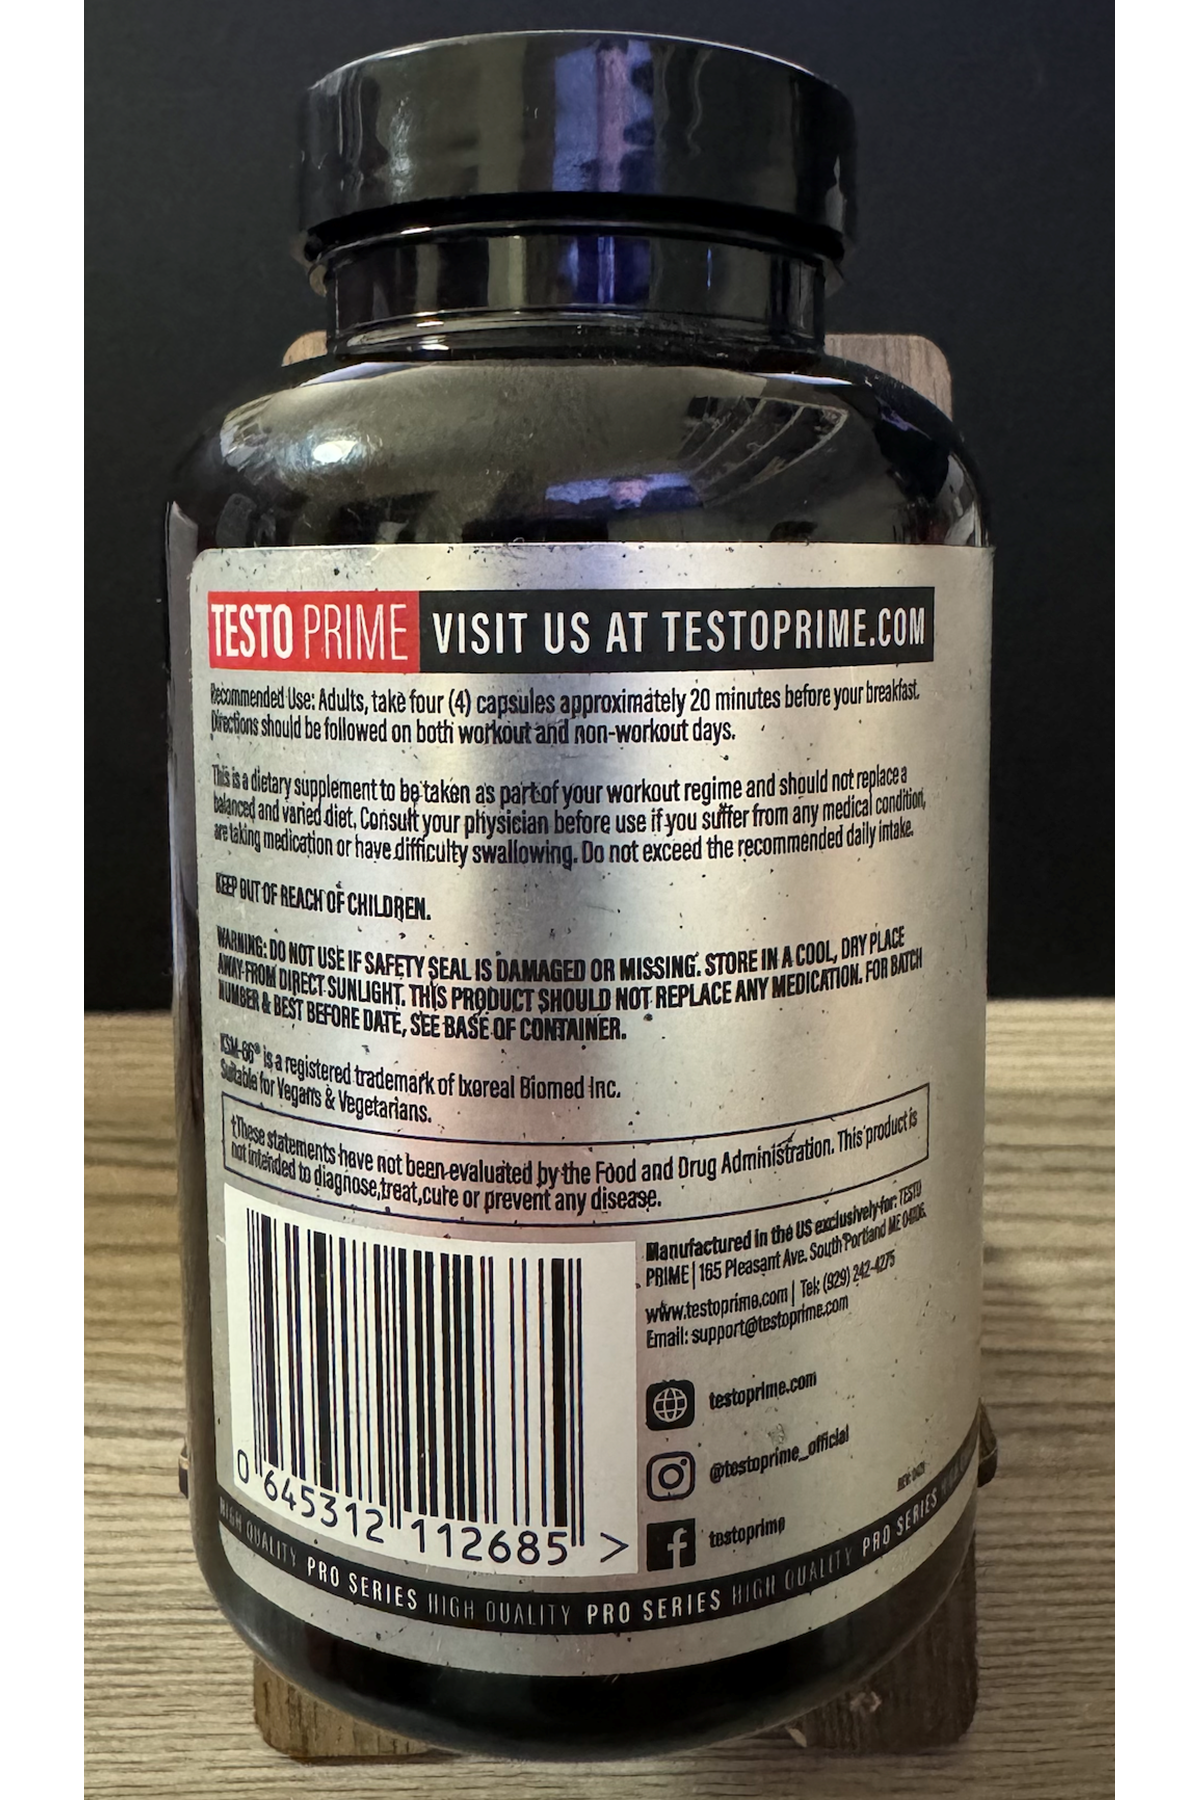 TESTO PRIME VISIT US AT TESTOPRIME.COM
Recommended Use: Adults, take four (4) capsules approximately 20 minutes before your breakfast.
Directions should be followed on both workout and non-workout days.
This is a dietary supplement to be taken as part of your workout regime and should not replace a
balanced and varied diet, Consult your physician before use if you suffer from any medical condition,
are taking medication or have difficulty swallowing. Do not exceed the recommended daily intake.
KEEP OUT OF REACH OF CHILDREN.
WARNING: DO NOT USE IF SAFETY SEAL IS DAMAGED OR MISSING. STORE IN A COOL, DRY PLACE
AWAY FROM DIRECT SUNLIGHT. THIS PRODUCT SHOULD NOT REPLACE ANY MEDICATION. FOR BATCH
NUMBER & BEST BEFORE DATE, SEE BASE OF CONTAINER.
KSM-66® is a registered trademark of Ixoreal Biomed Inc.
Suitable for Vegans & Vegetarians.
†These statements have not been evaluated by the Food and Drug Administration. This product is
not intended to diagnose,treat,cure or prevent any disease.
Manufactured in the US exclusively for: TESTO
PRIME | 165 Pleasant Ave. South Portland ME 04106.
www.testoprime.com | Tel: (929) 242-4275
Email: support@testoprime.com
testoprime.com
@testoprime_official
testoprime
0 645312 112685 >
HIGH QUALITY PRO SERIES HIGH QUALITY PRO SERIES HIGH QUALITY PRO SERIES